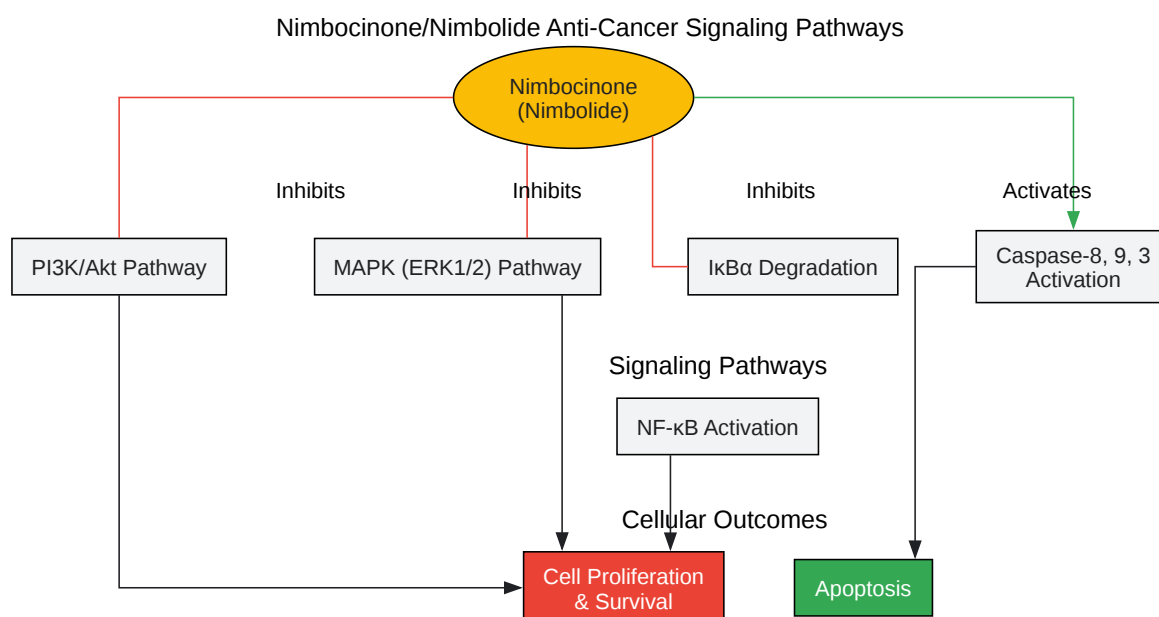 Nimbocinone/Nimbolide Anti-Cancer Signaling Pathways
Nimbocinone
(Nimbolide)
Inhibits
Inhibits
Inhibits
Activates
PI3K/Akt Pathway
MAPK (ERK1/2) Pathway
IκBα Degradation
Caspase-8, 9, 3
Activation
Signaling Pathways
NF-κB Activation
Cellular Outcomes
Cell Proliferation
& Survival
Apoptosis